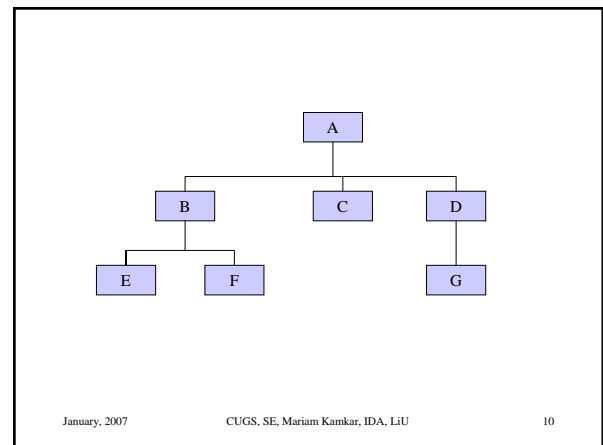 A
B C D
E F G
January, 2007 CUGS, SE, Mariam Kamkar, IDA, LiU 10